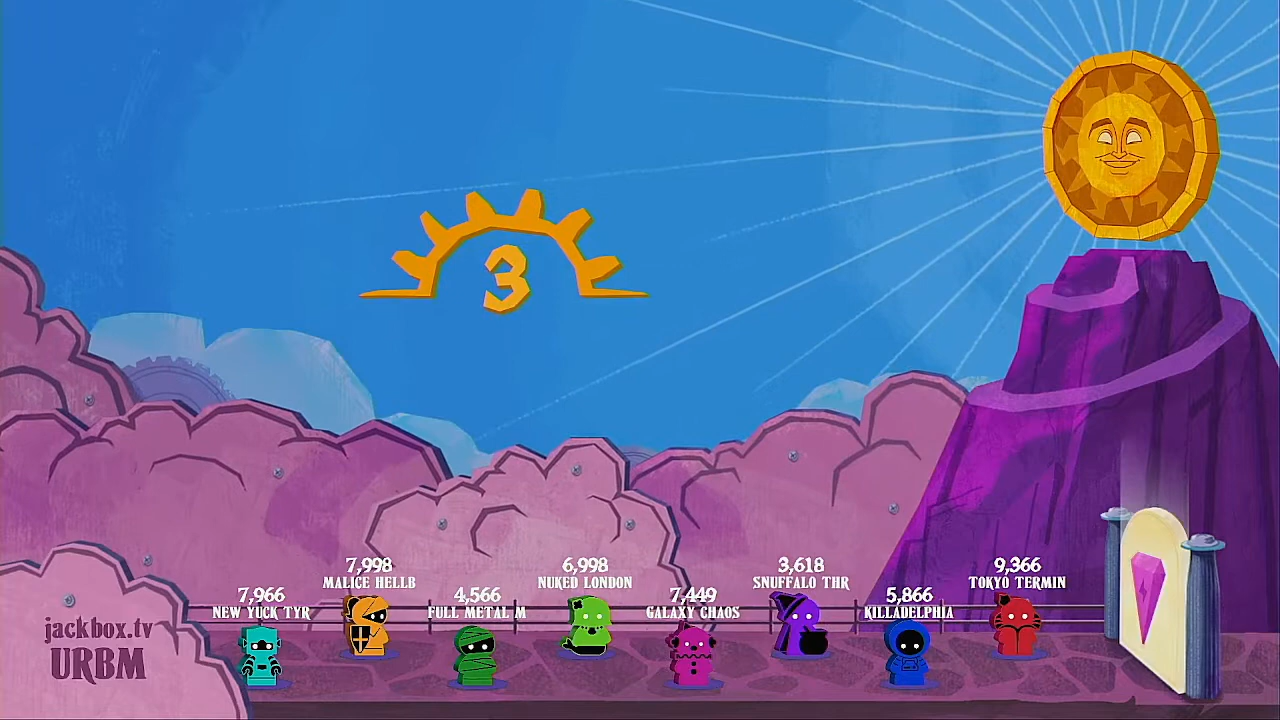 3
7,998
MALICE HELLB
6,998
NUKED LONDON
3,618
SNUFFALO THR
9,366
TOKYO TERMIN
7,966
NEW YUCK TYR
4,566
FULL METAL M
7,449
GALAXY CHAOS
5,866
KILLADELPHIA
jackbox.tv
URBM